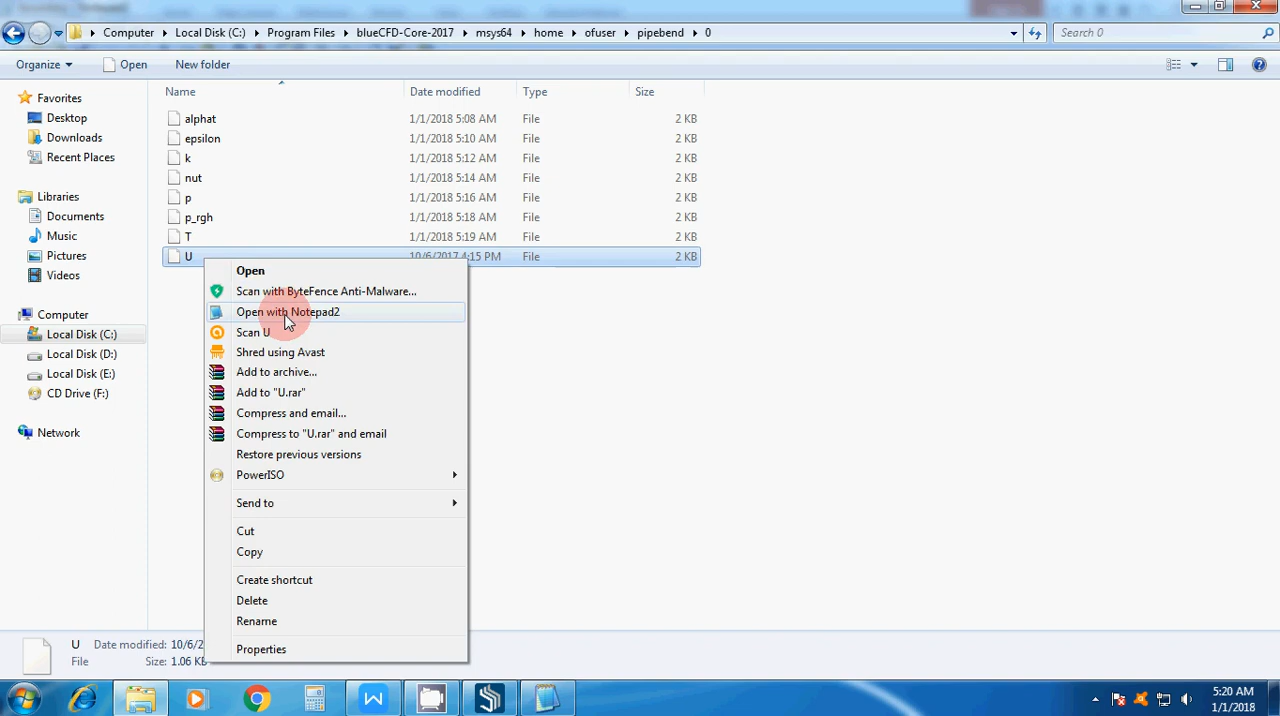 Computer Local Disk (C:) Program Files blueCFD-Core-2017 msys64 home ofuser pipebend 0 Search 0
Organize Open New folder
Name Date modified Type Size
Favorites
Desktop
Downloads
Recent Places
Libraries
Documents
Music
Pictures
Videos
Computer
Local Disk (C:)
Local Disk (D:)
Local Disk (E:)
CD Drive (F:)
Network
alphat 1/1/2018 5:08 AM File 2 KB
epsilon 1/1/2018 5:10 AM File 2 KB
k 1/1/2018 5:12 AM File 2 KB
nut 1/1/2018 5:14 AM File 2 KB
p 1/1/2018 5:16 AM File 2 KB
p_rgh 1/1/2018 5:18 AM File 2 KB
T 1/1/2018 5:19 AM File 2 KB
U 10/6/2017 4:15 PM File 2 KB
Open
Scan with ByteFence Anti-Malware...
Open with Notepad2
Scan U
Shred using Avast
Add to archive...
Add to "U.rar"
Compress and email...
Compress to "U.rar" and email
Restore previous versions
PowerISO
Send to
Cut
Copy
Create shortcut
Delete
Rename
Properties
U Date modified: 10/6/2
File Size: 1.06 KB
5:20 AM
1/1/2018